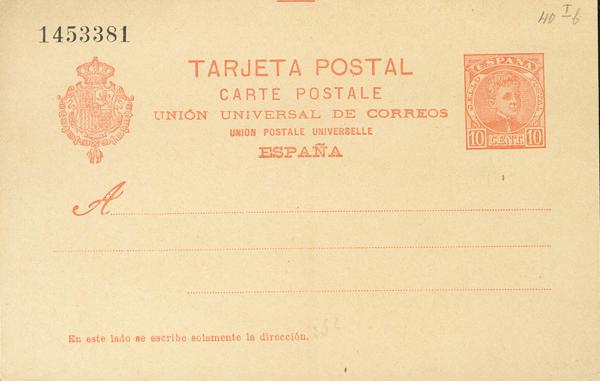 1453381
40 I/b
TARJETA POSTAL
CARTE POSTALE
UNIÓN UNIVERSAL DE CORREOS
UNION POSTALE UNIVERSELLE
ESPAÑA
ESPAÑA
10 CENT. 10
A
En este lado se escribe solamente la dirección.